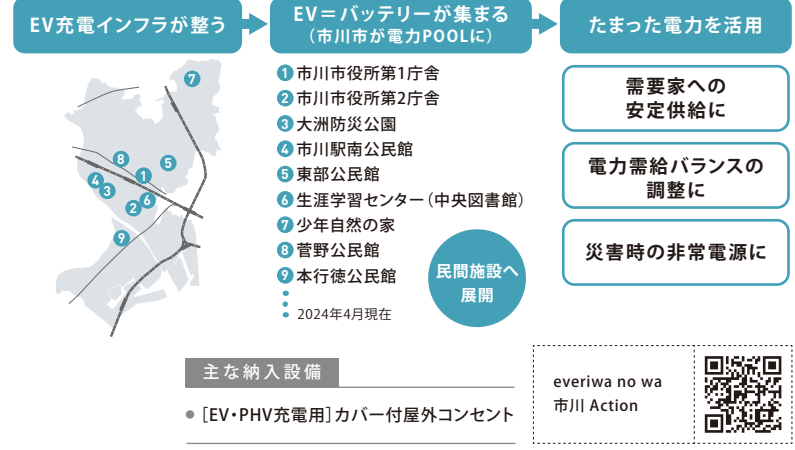 EV充電インフラが整う
EV＝バッテリーが集まる
（市川市が電力POOLに）
たまった電力を活用
7
8
5
1
4
3
6
2
9
1 市川市役所第1庁舎
2 市川市役所第2庁舎
3 大洲防災公園
4 市川駅南公民館
5 東部公民館
6 生涯学習センター（中央図書館）
7 少年自然の家
8 菅野公民館
9 本行徳公民館
2024年4月現在
民間施設へ
展開
需要家への
安定供給に
電力需給バランスの
調整に
災害時の非常電源に
主な納入設備
● ［EV・PHV充電用］カバー付屋外コンセント
everiwa no wa
市川 Action